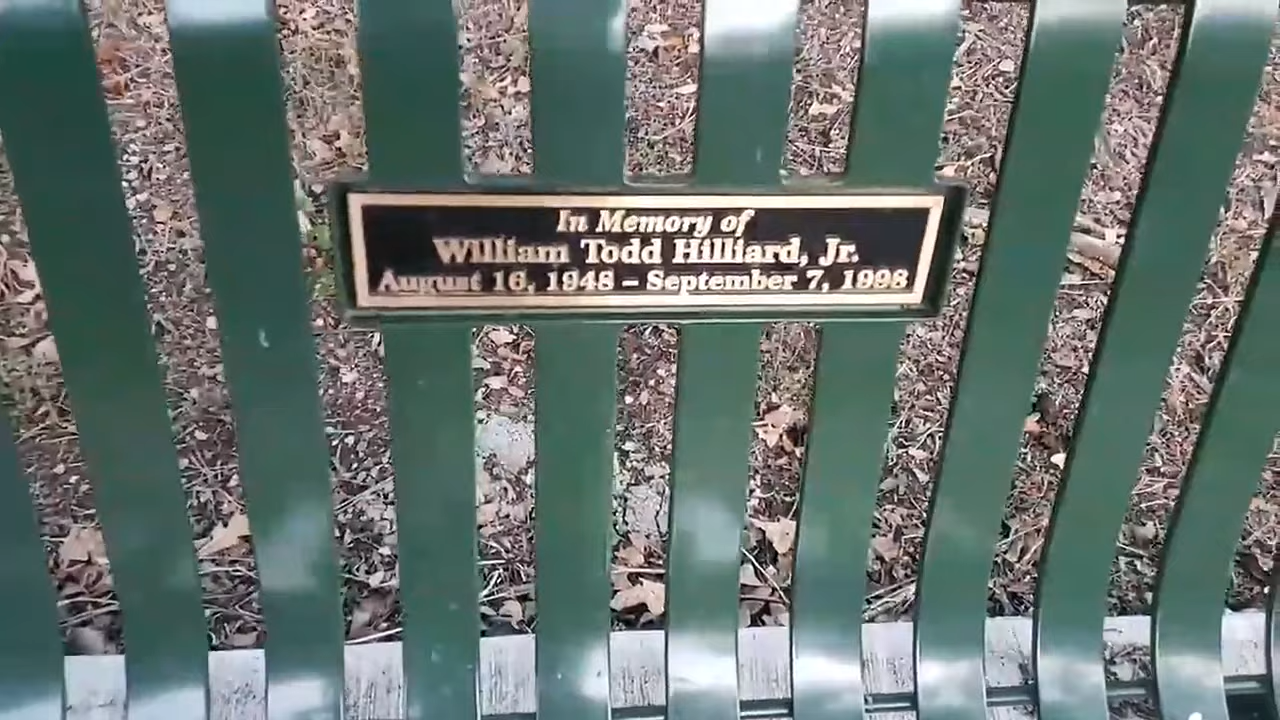 In Memory of
William Todd Hilliard, Jr.
August 16, 1948 – September 7, 1998